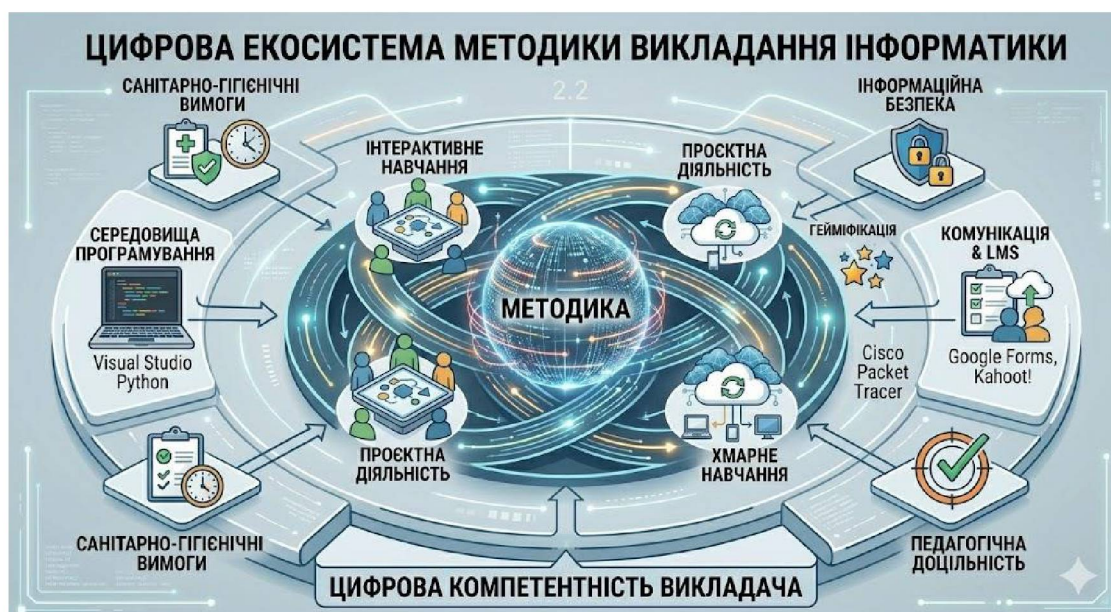 ЦИФРОВА ЕКОСИСТЕМА МЕТОДИКИ ВИКЛАДАННЯ ІНФОРМАТИКИ
САНІТАРНО-ГІГІЄНІЧНІ
ВИМОГИ
2.2
ІНФОРМАЦІЙНА
БЕЗПЕКА
ІНТЕРАКТИВНЕ
НАВЧАННЯ
ПРОЄКТНА
ДІЯЛЬНІСТЬ
СЕРЕДОВИЩА
ПРОГРАМУВАННЯ
Visual Studio
Python
МЕТОДИКА
ГЕЙМІФІКАЦІЯ
КОМУНІКАЦІЯ
& LMS
Google Forms,
Kahoot!
Cisco
Packet
Tracer
ПРОЄКТНА
ДІЯЛЬНІСТЬ
ХМАРНЕ
НАВЧАННЯ
САНІТАРНО-ГІГІЄНІЧНІ
ВИМОГИ
ПЕДАГОГІЧНА
ДОЦІЛЬНІСТЬ
ЦИФРОВА КОМПЕТЕНТНІСТЬ ВИКЛАДАЧА